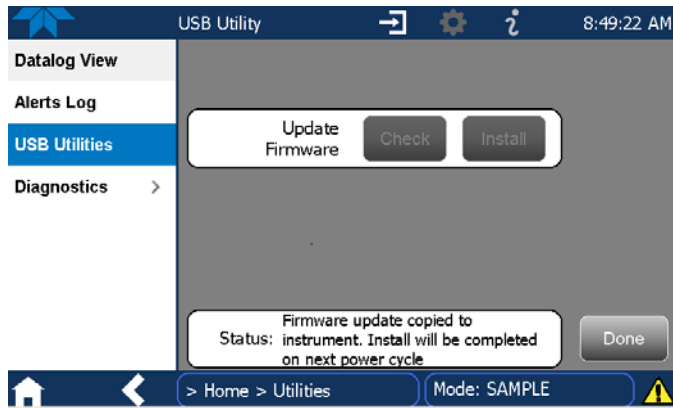 USB Utility
8:49:22 AM
Datalog View
Alerts Log
USB Utilities
Diagnostics >
Update
Firmware
Check
Install
Status:
Firmware update copied to
instrument. Install will be completed
on next power cycle
Done
> Home > Utilities
Mode: SAMPLE